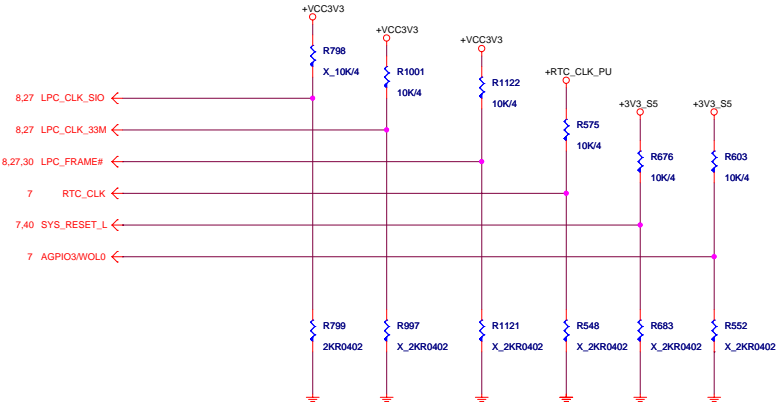 +VCC3V3
+VCC3V3
+VCC3V3
+RTC_CLK_PU
+3V3_S5
+3V3_S5
R798
X_10K/4
R1001
10K/4
R1122
10K/4
R575
10K/4
R676
10K/4
R603
10K/4
8,27 LPC_CLK_SIO
8,27 LPC_CLK_33M
8,27,30 LPC_FRAME#
7 RTC_CLK
7,40 SYS_RESET_L
7 AGPIO3/WOL0
R799
2KR0402
R997
X_2KR0402
R1121
X_2KR0402
R548
X_2KR0402
R683
X_2KR0402
R552
X_2KR0402